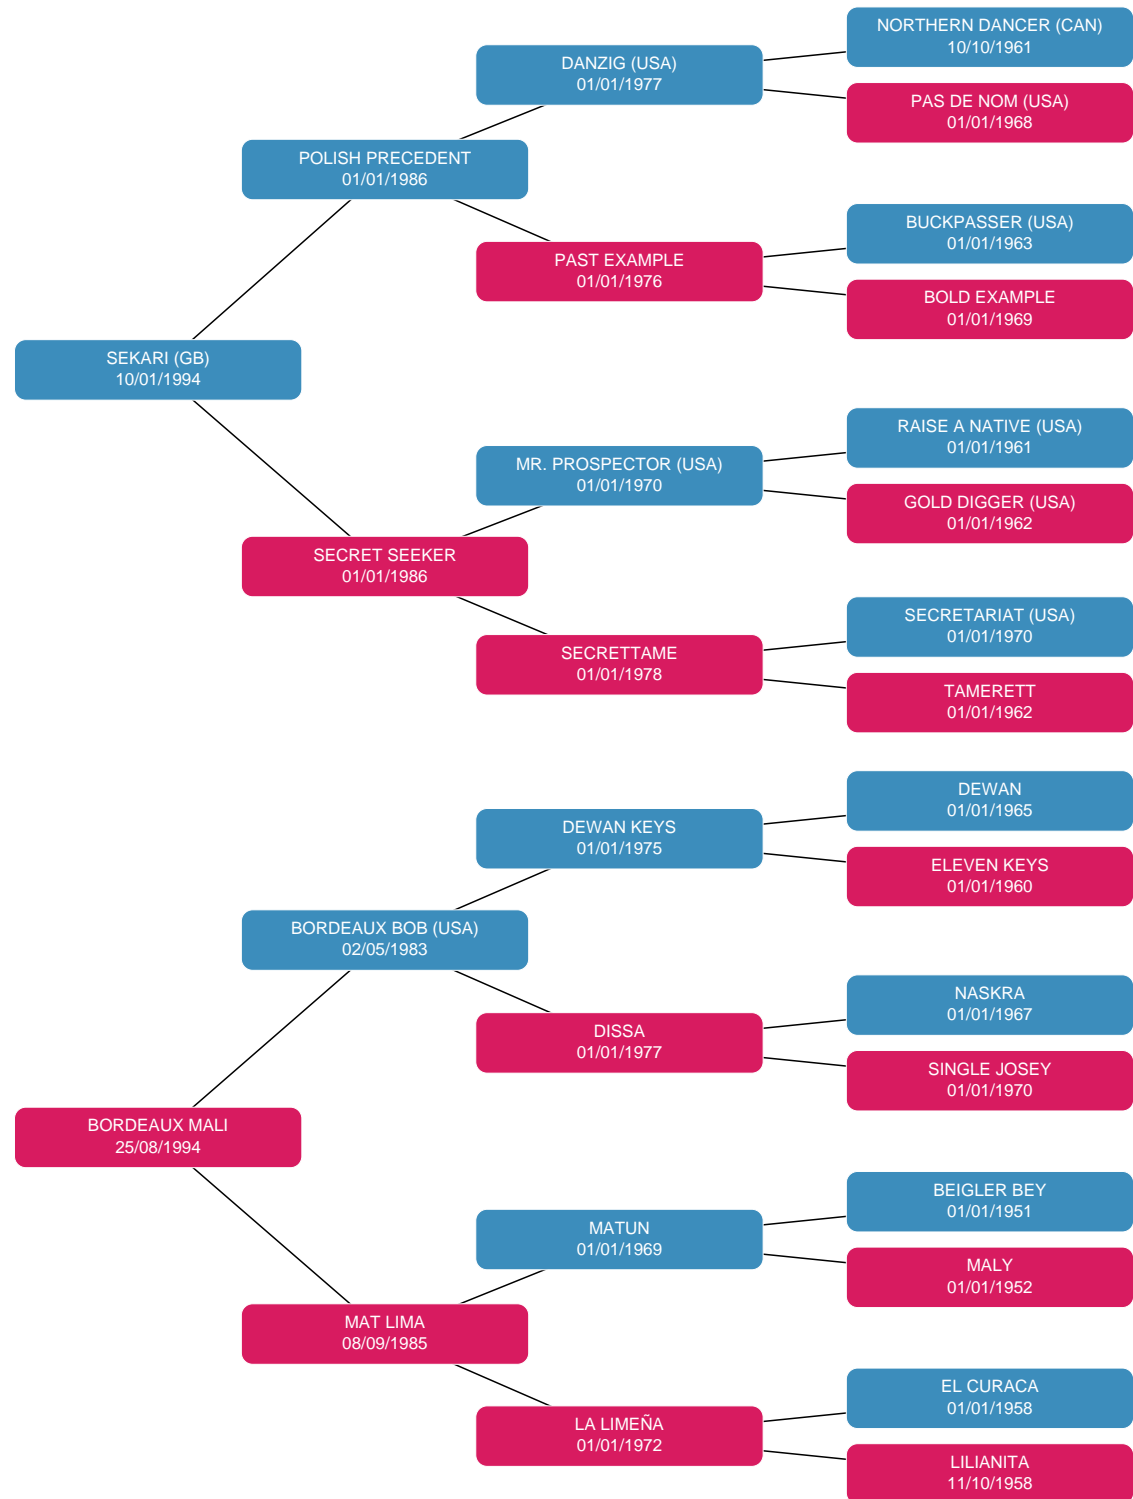 NORTHERN DANCER (CAN)
10/10/1961
DANZIG (USA)
01/01/1977
PAS DE NOM (USA)
01/01/1968
POLISH PRECEDENT
01/01/1986
BUCKPASSER (USA)
01/01/1963
PAST EXAMPLE
01/01/1976
BOLD EXAMPLE
01/01/1969
SEKARI (GB)
10/01/1994
RAISE A NATIVE (USA)
01/01/1961
MR. PROSPECTOR (USA)
01/01/1970
GOLD DIGGER (USA)
01/01/1962
SECRET SEEKER
01/01/1986
SECRETARIAT (USA)
01/01/1970
SECRETTAME
01/01/1978
TAMERETT
01/01/1962
DEWAN
01/01/1965
DEWAN KEYS
01/01/1975
ELEVEN KEYS
01/01/1960
BORDEAUX BOB (USA)
02/05/1983
NASKRA
01/01/1967
DISSA
01/01/1977
SINGLE JOSEY
01/01/1970
BORDEAUX MALI
25/08/1994
BEIGLER BEY
01/01/1951
MATUN
01/01/1969
MALY
01/01/1952
MAT LIMA
08/09/1985
EL CURACA
01/01/1958
LA LIMEÑA
01/01/1972
LILIANITA
11/10/1958